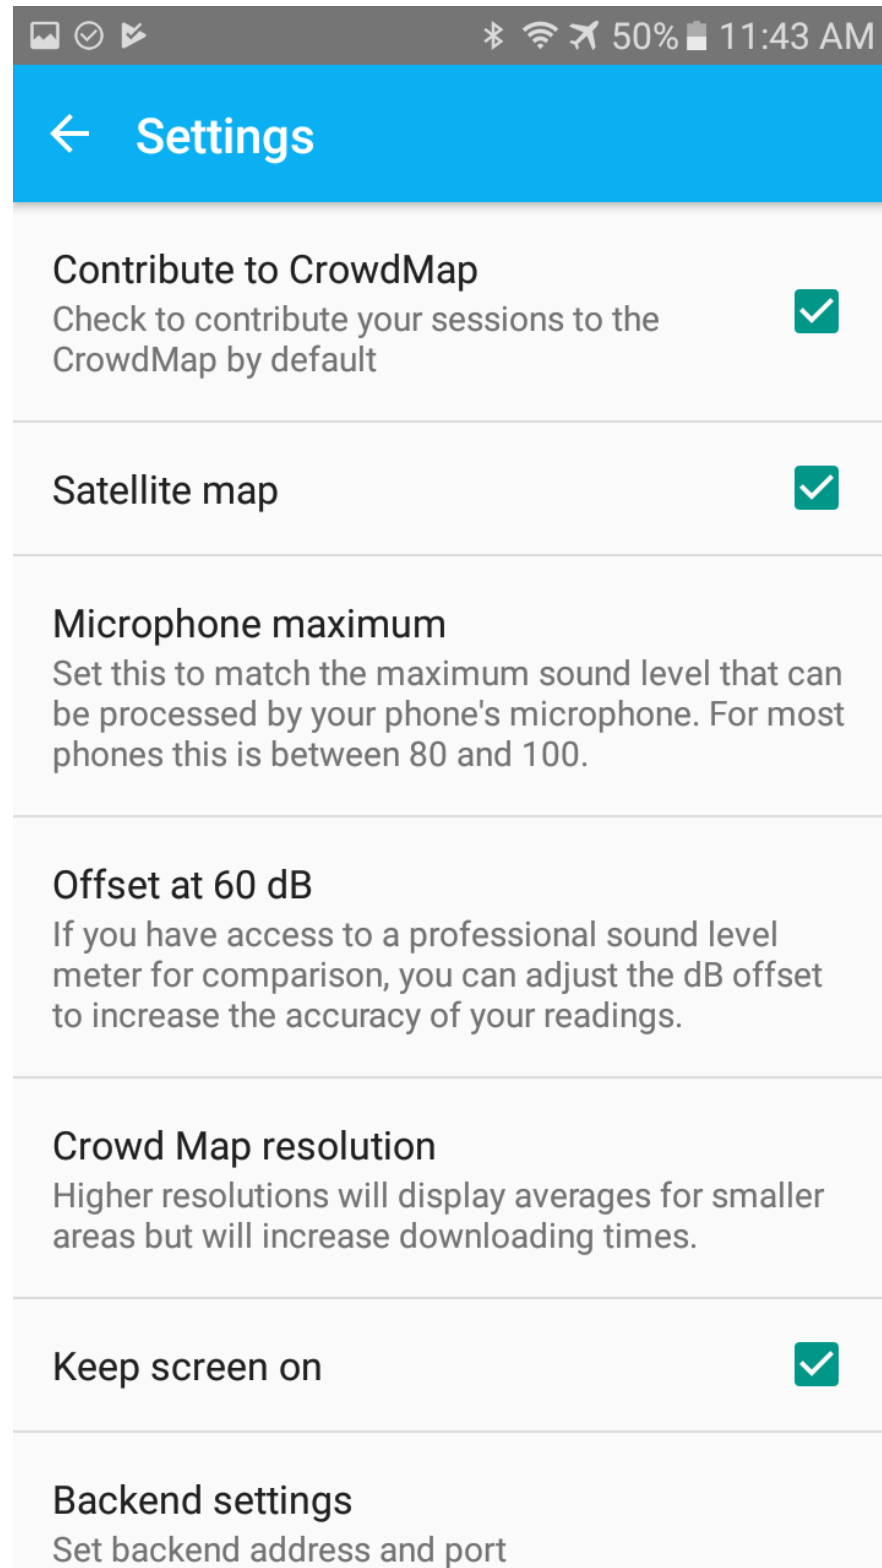 50% 11:43 AM
Settings
Contribute to CrowdMap
Check to contribute your sessions to the
CrowdMap by default
Satellite map
Microphone maximum
Set this to match the maximum sound level that can
be processed by your phone's microphone. For most
phones this is between 80 and 100.
Offset at 60 dB
If you have access to a professional sound level
meter for comparison, you can adjust the dB offset
to increase the accuracy of your readings.
Crowd Map resolution
Higher resolutions will display averages for smaller
areas but will increase downloading times.
Keep screen on
Backend settings
Set backend address and port